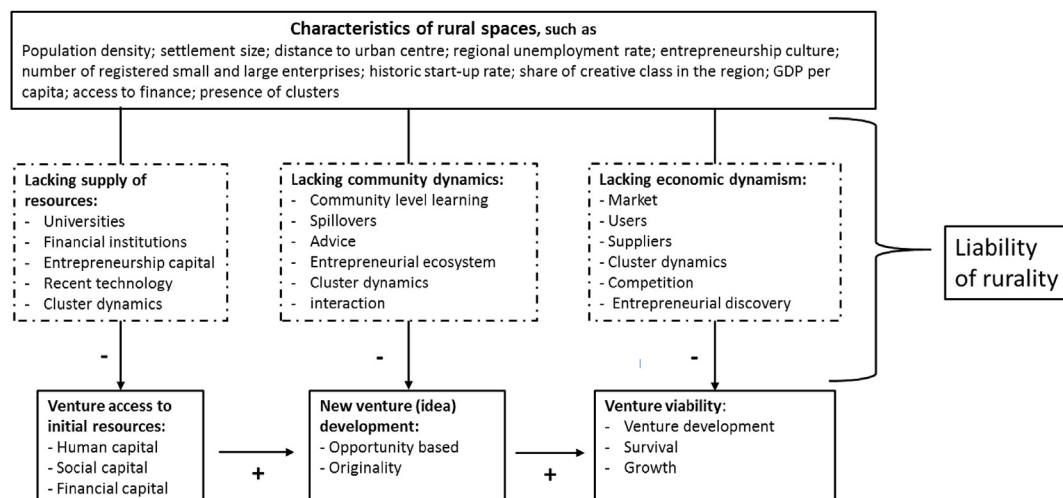 Characteristics of rural spaces, such as
Population density; settlement size; distance to urban centre; regional unemployment rate; entrepreneurship culture;
number of registered small and large enterprises; historic start-up rate; share of creative class in the region; GDP per
capita; access to finance; presence of clusters
Lacking supply of
resources:
- Universities
- Financial institutions
- Entrepreneurship capital
- Recent technology
- Cluster dynamics
Lacking community dynamics:
- Community level learning
- Spillovers
- Advice
- Entrepreneurial ecosystem
- Cluster dynamics
- interaction
Lacking economic dynamism:
- Market
- Users
- Suppliers
- Cluster dynamics
- Competition
- Entrepreneurial discovery
Liability
of rurality
-
-
-
Venture access to
initial resources:
- Human capital
- Social capital
- Financial capital
+
New venture (idea)
development:
- Opportunity based
- Originality
+
Venture viability:
- Venture development
- Survival
- Growth